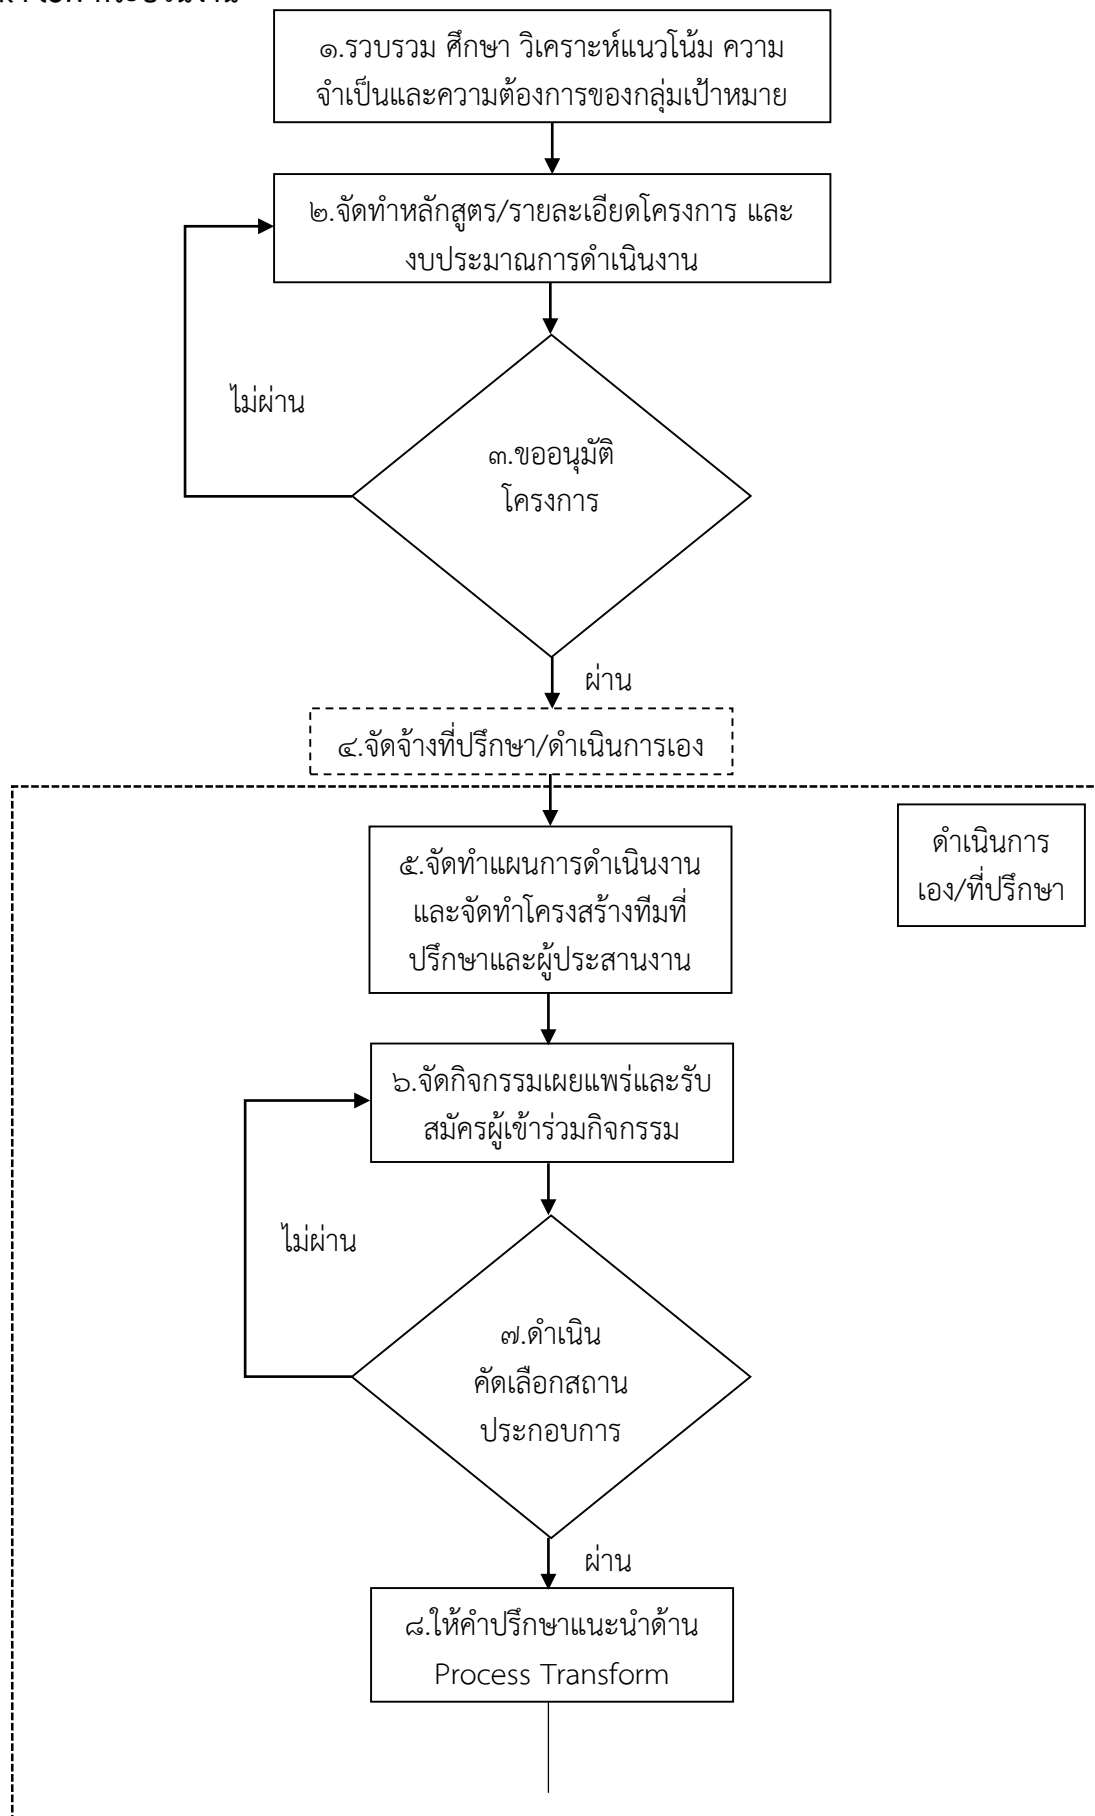 ๑.รวบรวม ศึกษา วิเคราะห์แนวโน้ม ความ
จำเป็นและความต้องการของกลุ่มเป้าหมาย
๒.จัดทำหลักสูตร/รายละเอียดโครงการ และ
งบประมาณการดำเนินงาน
ไม่ผ่าน
๓.ขออนุมัติ
โครงการ
ผ่าน
๔.จัดจ้างที่ปรึกษา/ดำเนินการเอง
ดำเนินการ
เอง/ที่ปรึกษา
๕.จัดทำแผนการดำเนินงาน
และจัดทำโครงสร้างทีมที่
ปรึกษาและผู้ประสานงาน
๖.จัดกิจกรรมเผยแพร่และรับ
สมัครผู้เข้าร่วมกิจกรรม
ไม่ผ่าน
๗.ดำเนิน
คัดเลือกสถาน
ประกอบการ
ผ่าน
๘.ให้คำปรึกษาแนะนำด้าน
Process Transform